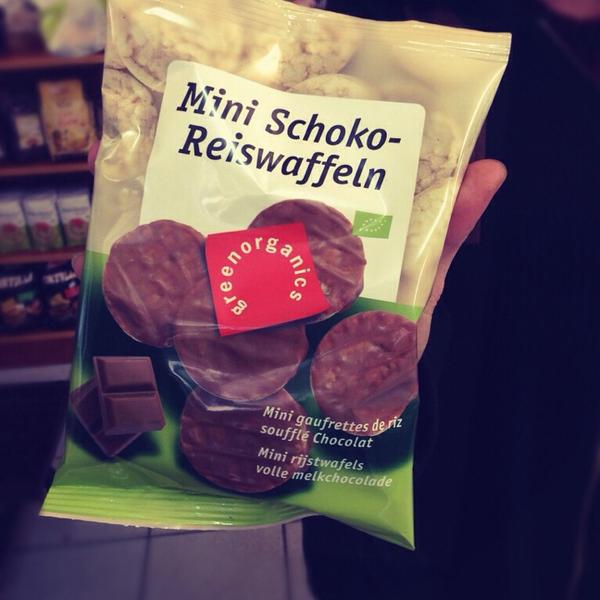 Mini Schoko-
Reiswaffeln
greenorganics
Mini gaufrettes de riz
soufflé Chocolat
Mini rijstwafels
volle melkchocolade